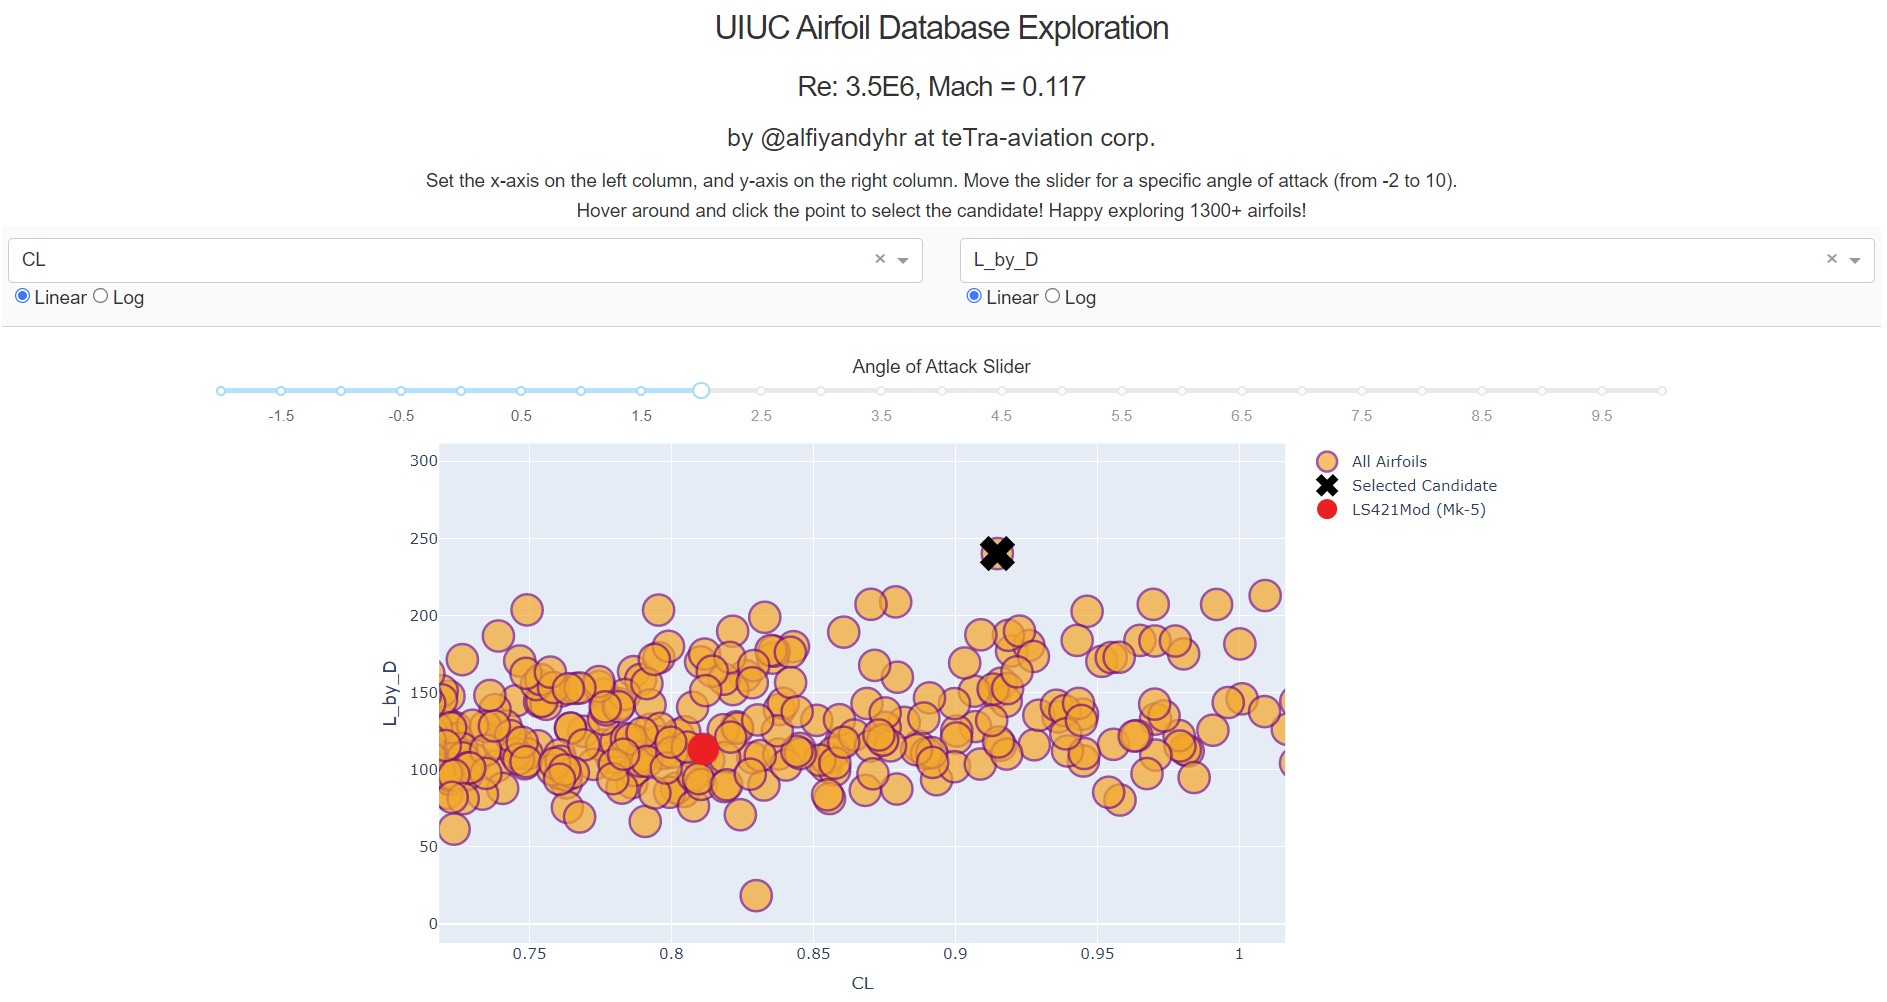 UIUC Airfoil Database Exploration
Re: 3.5E6, Mach = 0.117
by @alfiyandyhr at teTra-aviation corp.
Set the x-axis on the left column, and y-axis on the right column. Move the slider for a specific angle of attack (from -2 to 10).
Hover around and click the point to select the candidate! Happy exploring 1300+ airfoils!
CL × L_by_D ×
Linear Log Linear Log
Angle of Attack Slider
-1.5 -0.5 0.5 1.5 2.5 3.5 4.5 5.5 6.5 7.5 8.5 9.5
300
250
200
150
100
50
0
L_by_D
0.75 0.8 0.85 0.9 0.95 1
CL
All Airfoils
Selected Candidate
LS421Mod (Mk-5)